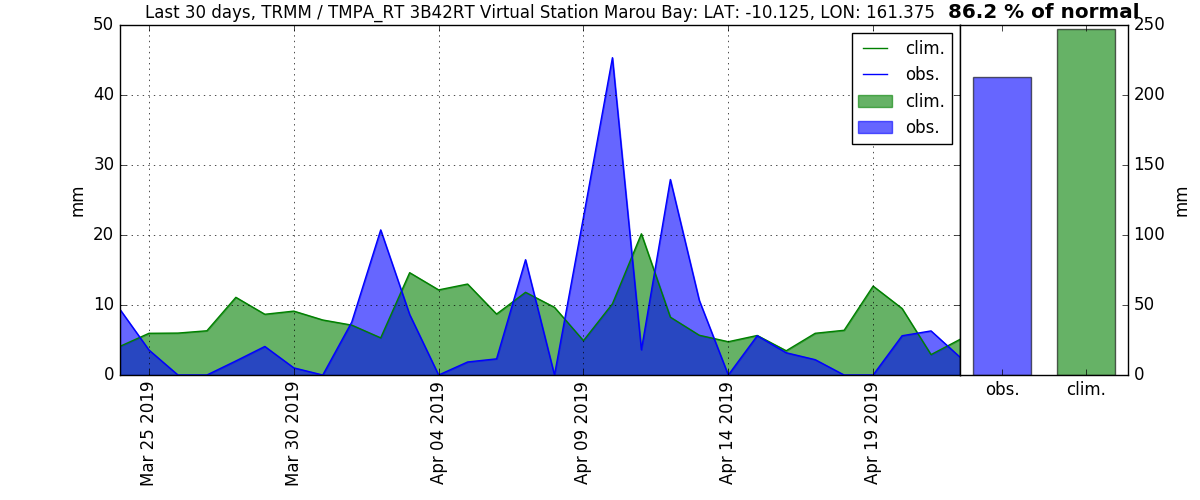 Last 30 days, TRMM / TMPA_RT 3B42RT Virtual Station Marou Bay: LAT: -10.125, LON: 161.375
86.2 % of normal
50
40
30
20
10
0
mm
clim.
obs.
clim.
obs.
Mar 25 2019
Mar 30 2019
Apr 04 2019
Apr 09 2019
Apr 14 2019
Apr 19 2019
250
200
150
100
50
0
mm
obs.
clim.